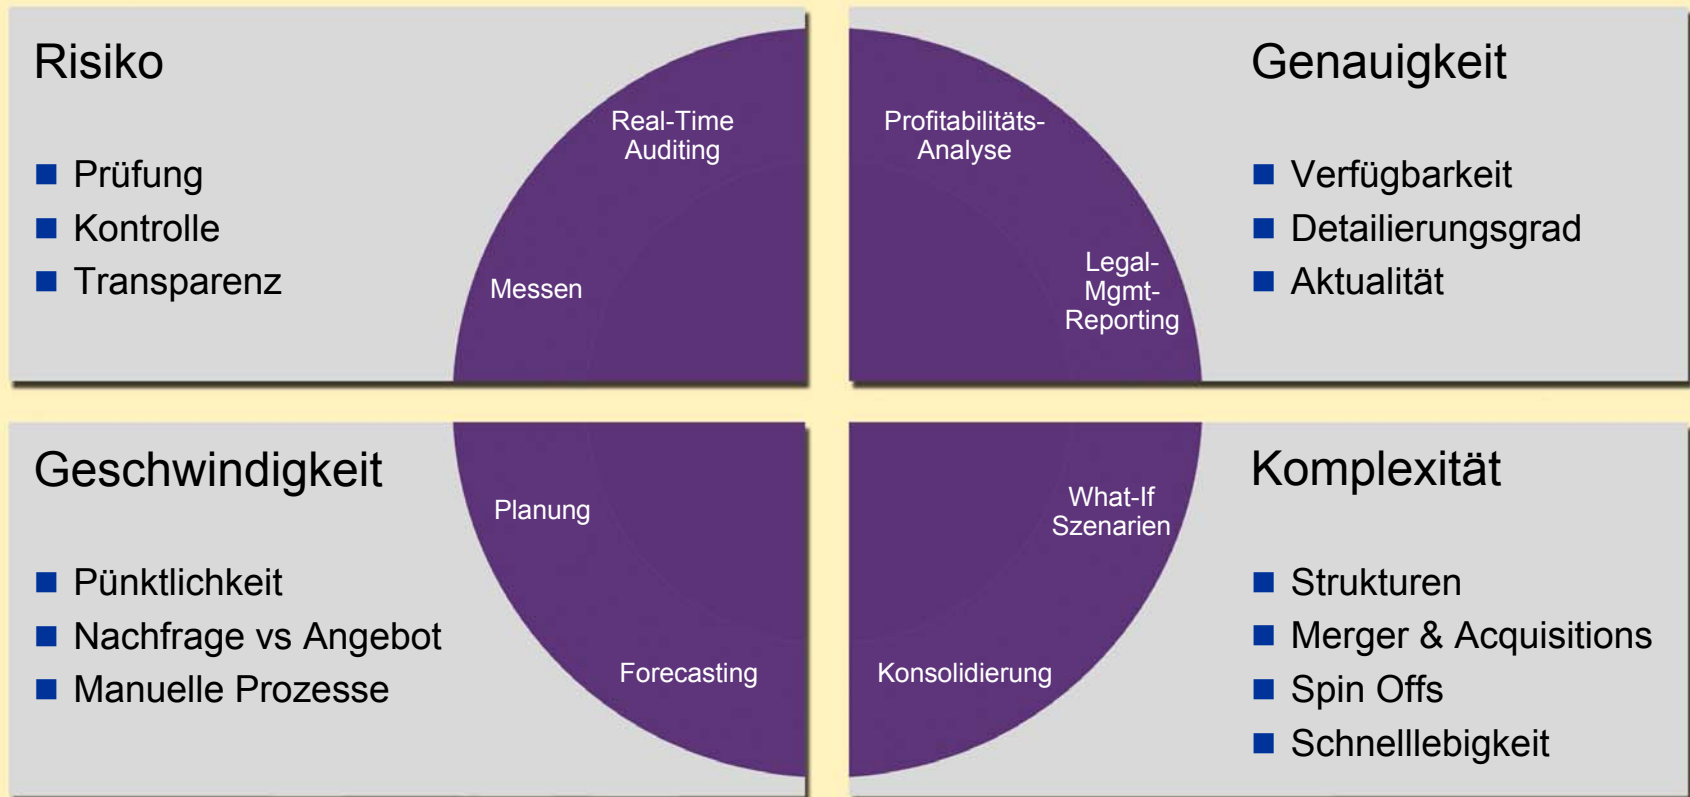 Risiko
Prüfung
Kontrolle
Transparenz
Real-Time
Auditing
Messen
Profitabilitäts-
Analyse
Legal-
Mgmt-
Reporting
Genauigkeit
Verfügbarkeit
Detailierungsgrad
Aktualität
Geschwindigkeit
Pünktlichkeit
Nachfrage vs Angebot
Manuelle Prozesse
Planung
Forecasting
What-If
Szenarien
Konsolidierung
Komplexität
Strukturen
Merger & Acquisitions
Spin Offs
Schnelllebigkeit